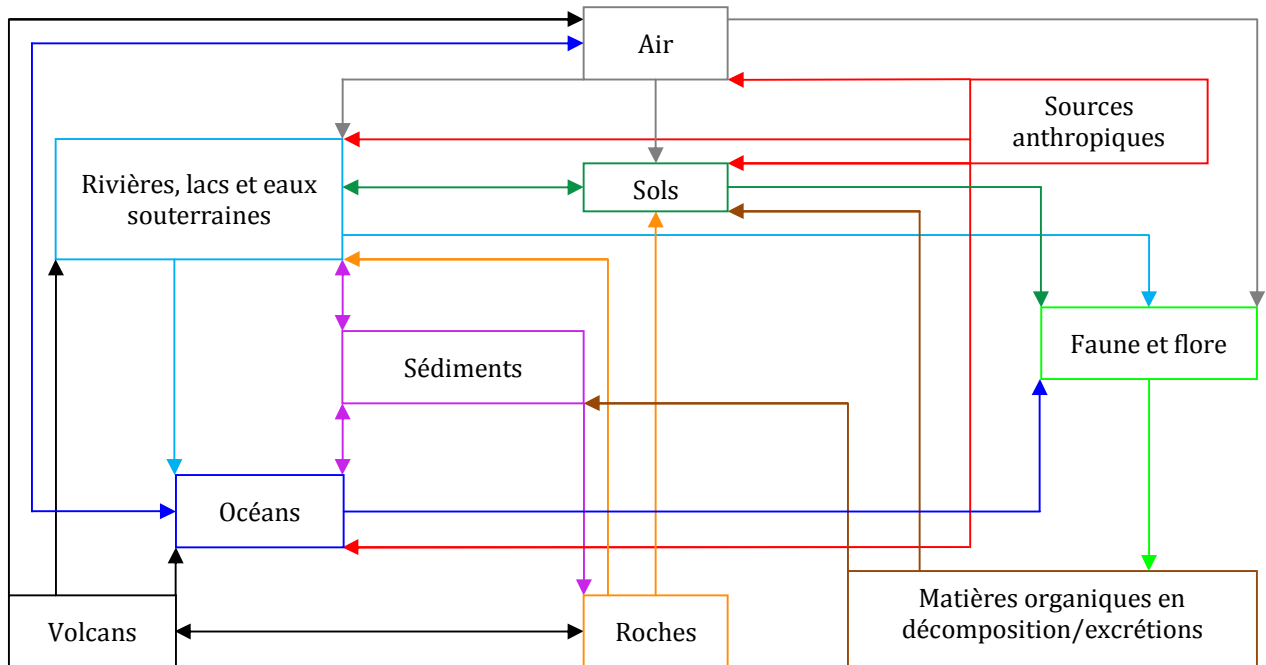 Air
Sources
anthropiques
Rivières, lacs et eaux
souterraines
Sols
Faune et flore
Sédiments
Océans
Matières organiques en
décomposition/excrétions
Volcans
Roches